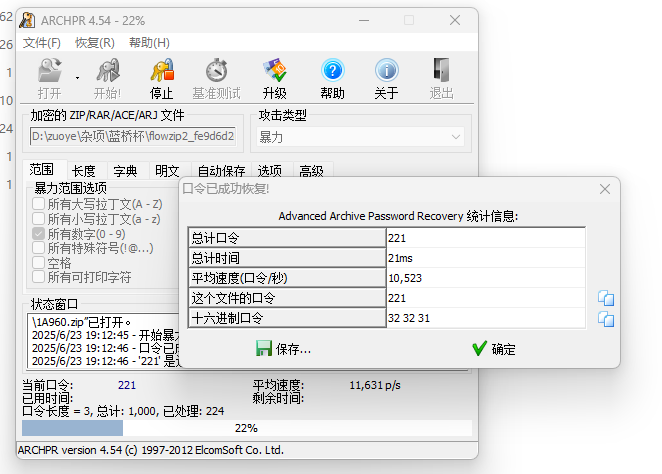 62
26
1
10
24
1
1
ARCHPR 4.54 - 22%
文件(F) 恢复(R) 帮助(H)
打开 开始! 停止 基准测试 升级 帮助 关于 退出
加密的 ZIP/RAR/ACE/ARJ 文件
攻击类型
D:\zuoye\杂项\蓝桥杯\flowzip2_fe9d6d2
暴力
范围 长度 字典 明文 自动保存 选项 高级
暴力范围选项
所有大写拉丁文(A - Z)
所有小写拉丁文(a - z)
所有数字(0 - 9)
所有特殊符号(!@...)
空格
所有可打印字符
口令已成功恢复!
Advanced Archive Password Recovery 统计信息:
总计口令 221
总计时间 21ms
平均速度(口令/秒) 10,523
这个文件的口令 221
十六进制口令 32 32 31
保存... 确定
状态窗口
\1A960.zip"已打开。
2025/6/23 19:12:45 - 开始暴
2025/6/23 19:12:46 - 口令已
2025/6/23 19:12:46 - '221' 是
当前口令: 221 平均速度: 11,631 p/s
已用时间: 剩余时间:
口令长度 = 3, 总计: 1,000, 已处理: 224
22%
ARCHPR version 4.54 (c) 1997-2012 ElcomSoft Co. Ltd.